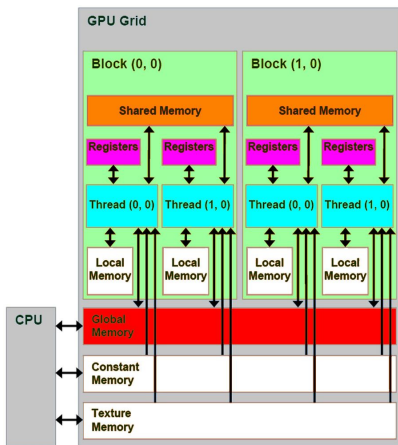 GPU Grid
Block (0, 0)
Block (1, 0)
Shared Memory
Shared Memory
Registers
Registers
Registers
Registers
Thread (0, 0)
Thread (1, 0)
Thread (0, 0)
Thread (1, 0)
Local
Memory
Local
Memory
Local
Memory
Local
Memory
CPU
Global
Memory
Constant
Memory
Texture
Memory